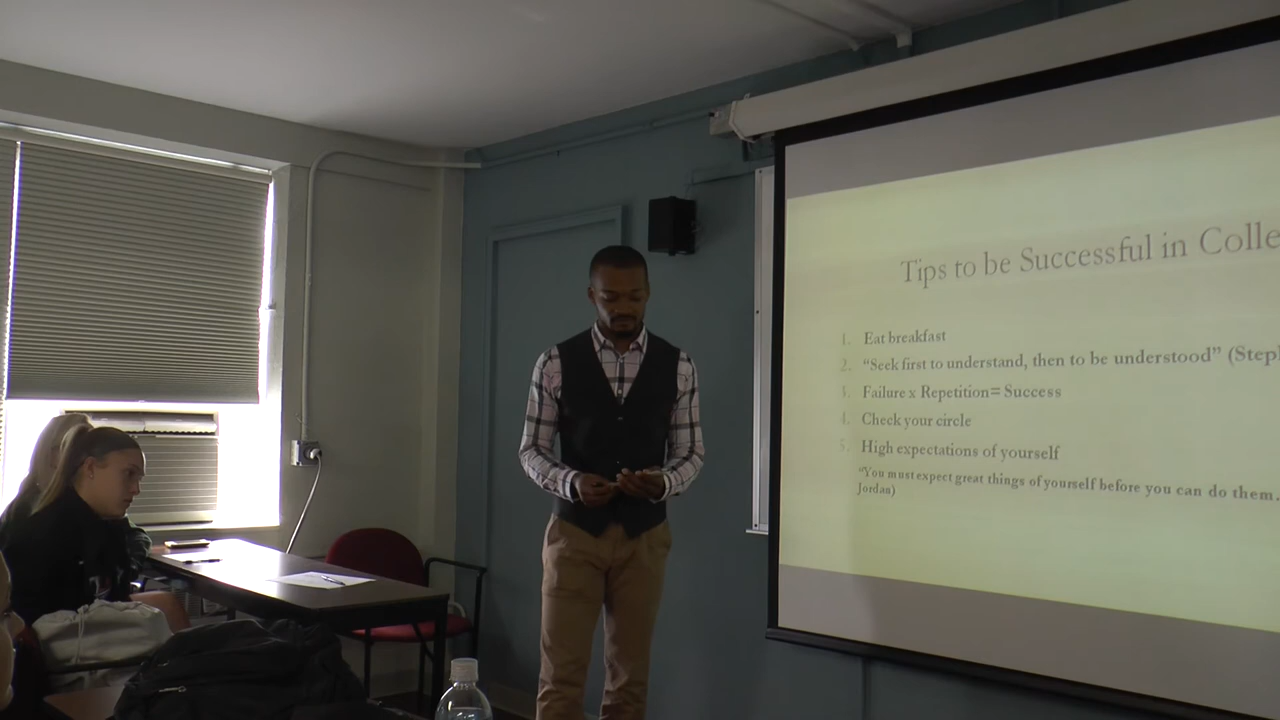 Tips to be Successful in Colle
1. Eat breakfast
2. “Seek first to understand, then to be understood” (Step
3. Failure x Repetition= Success
4. Check your circle
5. High expectations of yourself
“You must expect great things of yourself before you can do them.
Jordan)